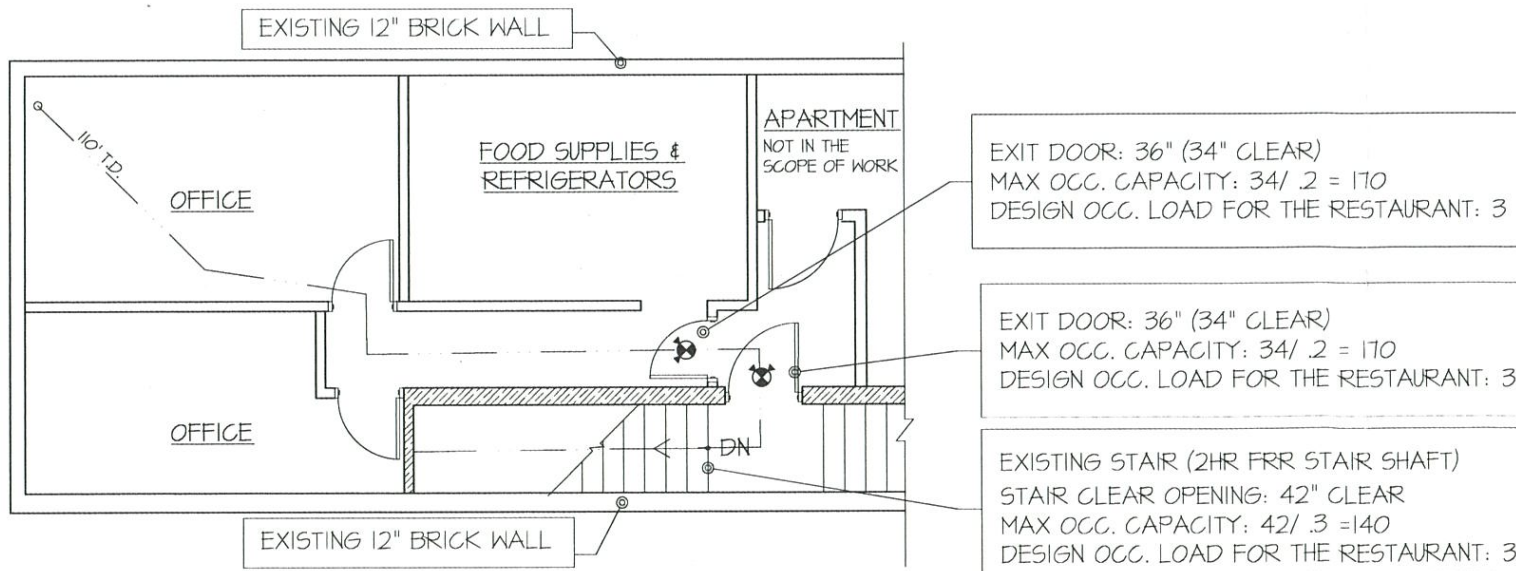 EXISTING 12" BRICK WALL
110' T.D.
OFFICE
FOOD SUPPLIES &
REFRIGERATORS
APARTMENT
NOT IN THE
SCOPE OF WORK
EXIT DOOR: 36" (34" CLEAR)
MAX OCC. CAPACITY: 34/ .2 = 170
DESIGN OCC. LOAD FOR THE RESTAURANT: 3
EXIT DOOR: 36" (34" CLEAR)
MAX OCC. CAPACITY: 34/ .2 = 170
DESIGN OCC. LOAD FOR THE RESTAURANT: 3
OFFICE
DN
EXISTING STAIR (2HR FRR STAIR SHAFT)
STAIR CLEAR OPENING: 42" CLEAR
MAX OCC. CAPACITY: 42/ .3 =140
DESIGN OCC. LOAD FOR THE RESTAURANT: 3
EXISTING 12" BRICK WALL